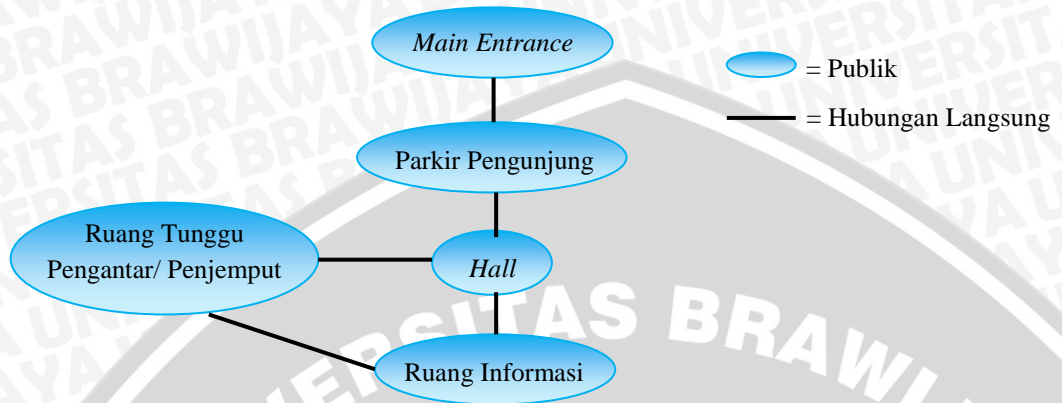 Main Entrance
= Publik
= Hubungan Langsung
Parkir Pengunjung
Ruang Tunggu
Pengantar/ Penjemput
Hall
Ruang Informasi